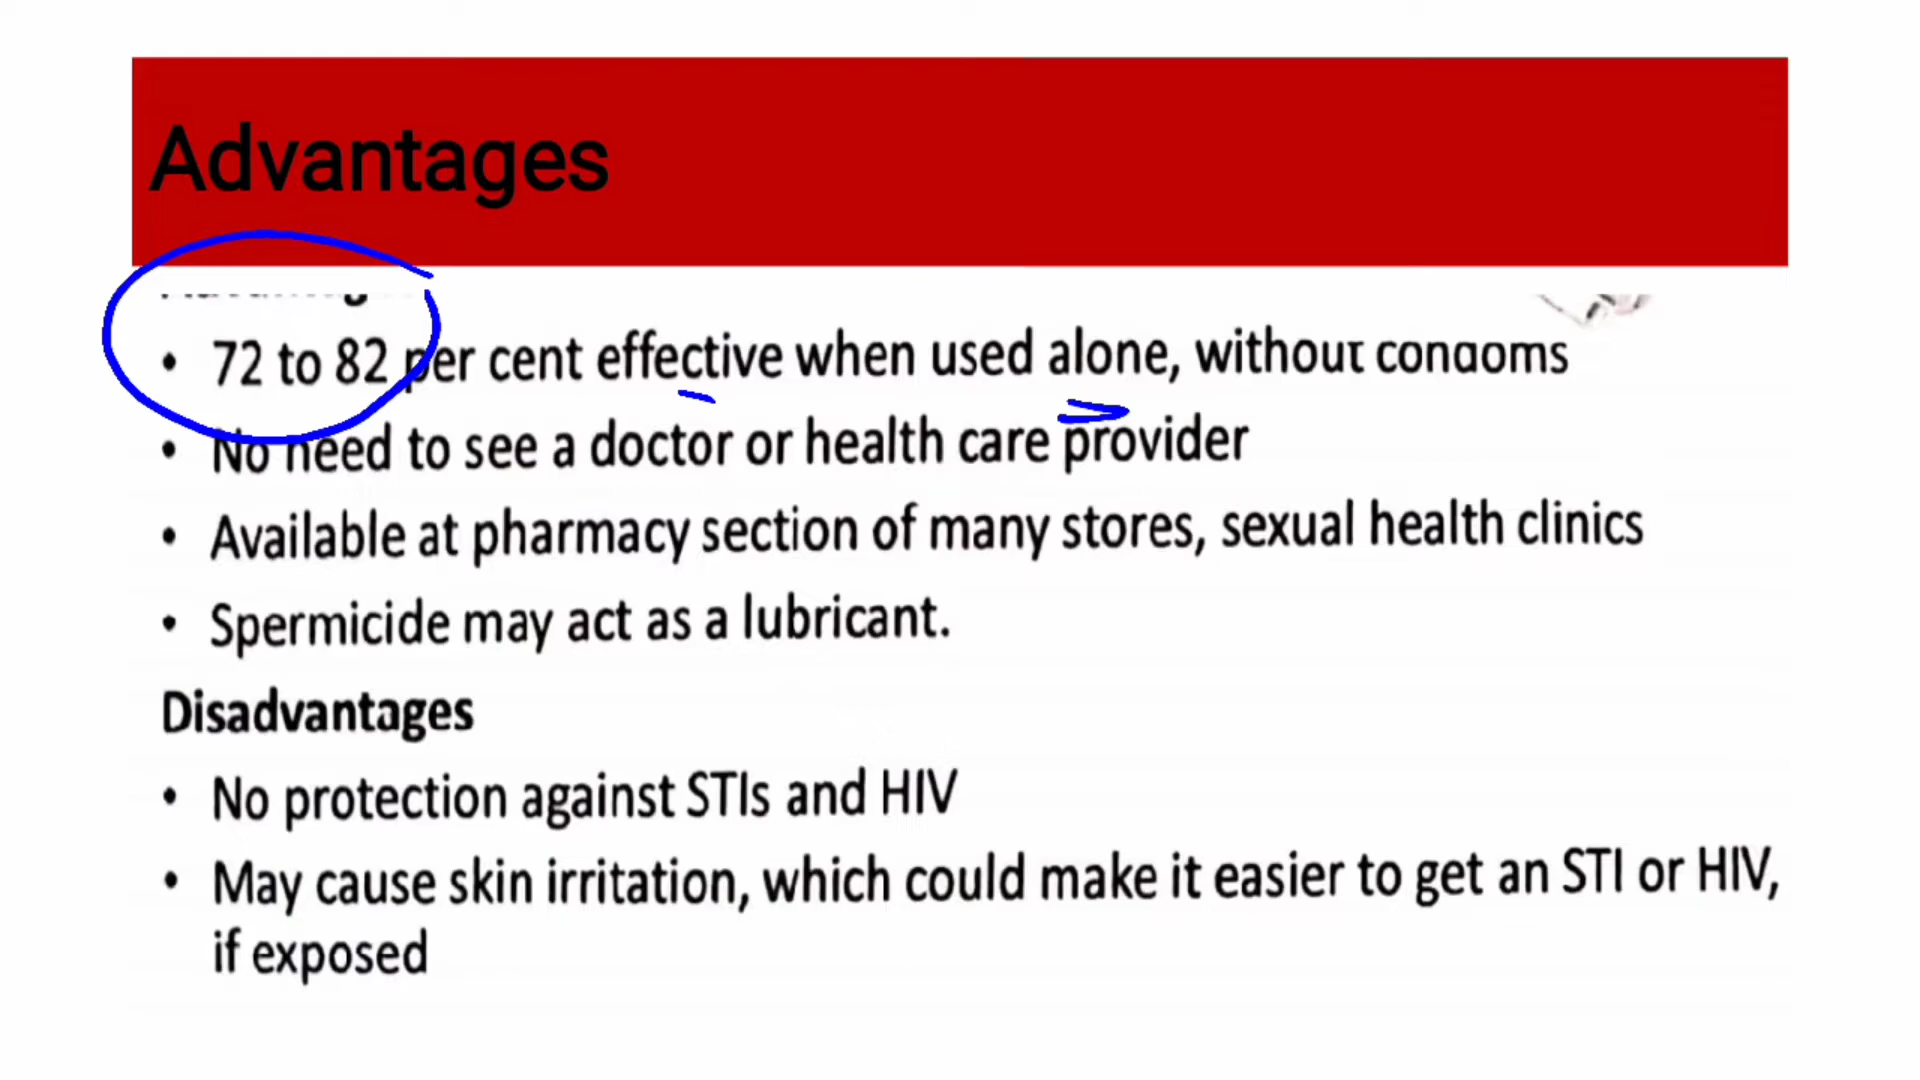 Advantages
• 72 to 82 per cent effective when used alone, without condoms
• No need to see a doctor or health care provider
• Available at pharmacy section of many stores, sexual health clinics
• Spermicide may act as a lubricant.
Disadvantages
• No protection against STIs and HIV
• May cause skin irritation, which could make it easier to get an STI or HIV,
if exposed